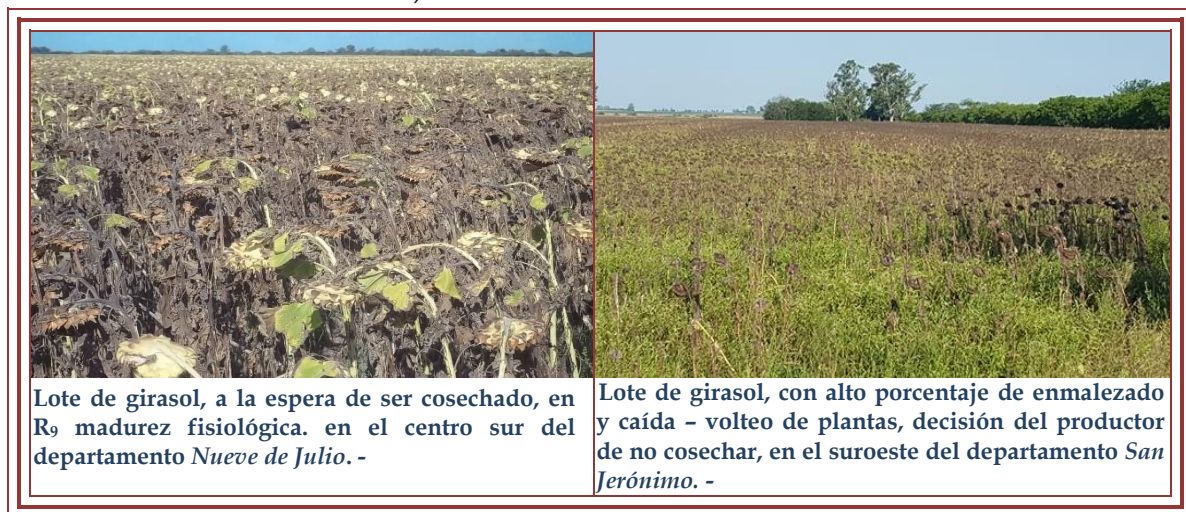 Lote de girasol, a la espera de ser cosechado, en
R₉ madurez fisiológica. en el centro sur del
departamento Nueve de Julio. -
Lote de girasol, con alto porcentaje de enmalezado
y caída – volteo de plantas, decisión del productor
de no cosechar, en el suroeste del departamento San
Jerónimo. -